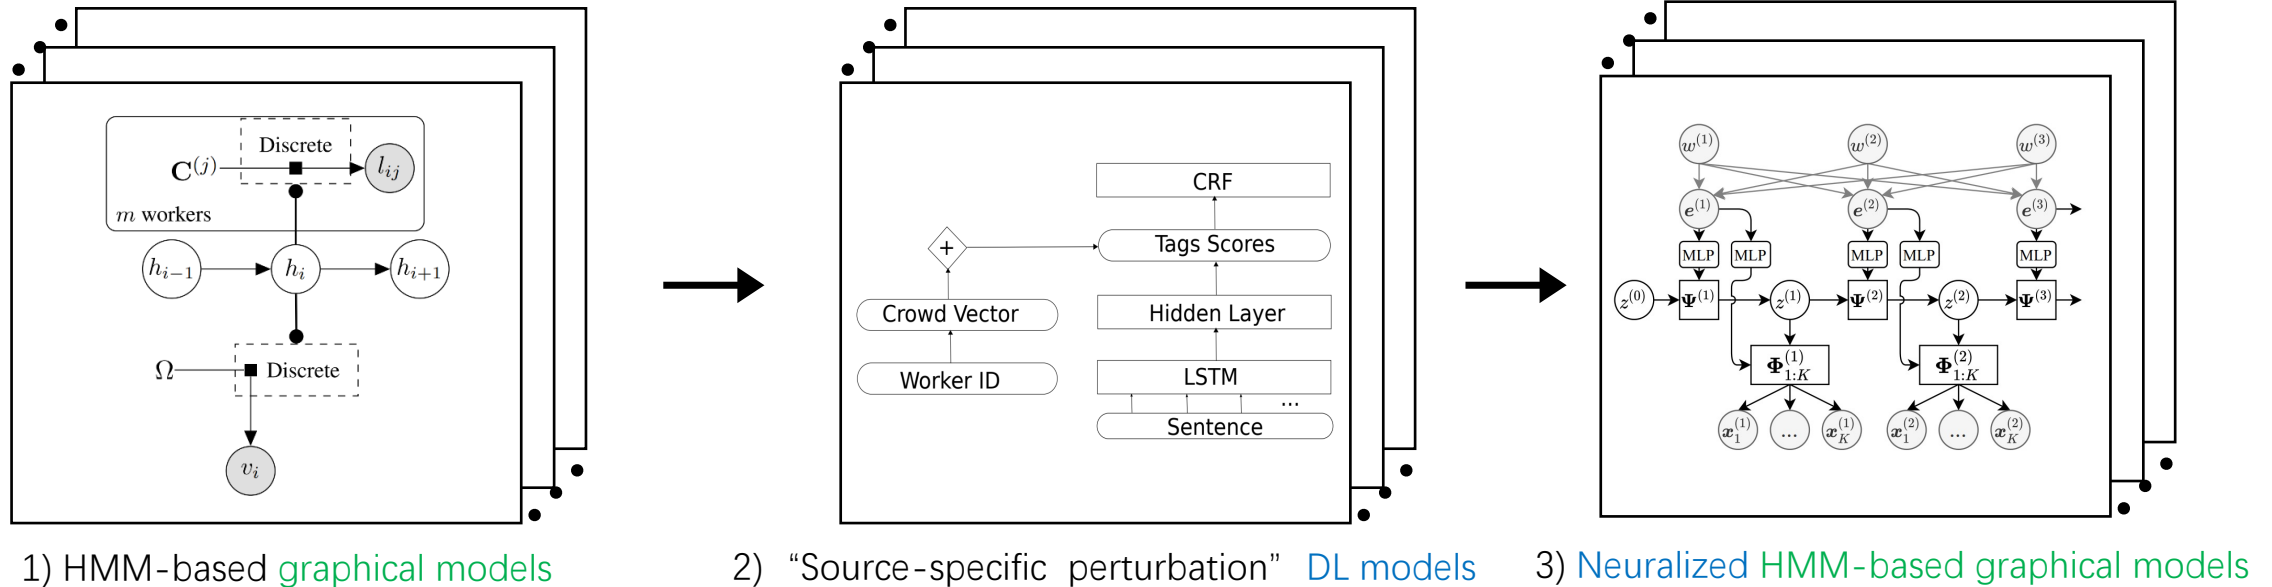 Discrete
C^(j)
l_ij
m workers
h_{i−1}
h_i
h_{i+1}
Ω
Discrete
v_i
1) HMM-based graphical models
CRF
+
Tags Scores
Crowd Vector
Hidden Layer
Worker ID
LSTM
...
Sentence
2) “Source-specific perturbation” DL models
w^(1) w^(2) w^(3)
e^(1) e^(2) e^(3)
MLP MLP MLP MLP MLP
z^(0) Ψ^(1) z^(1) Ψ^(2) z^(2) Ψ^(3)
Φ^(1)_{1:K} Φ^(2)_{1:K}
x^(1)_1 ... x^(1)_K x^(2)_1 ... x^(2)_K
3) Neuralized HMM-based graphical models